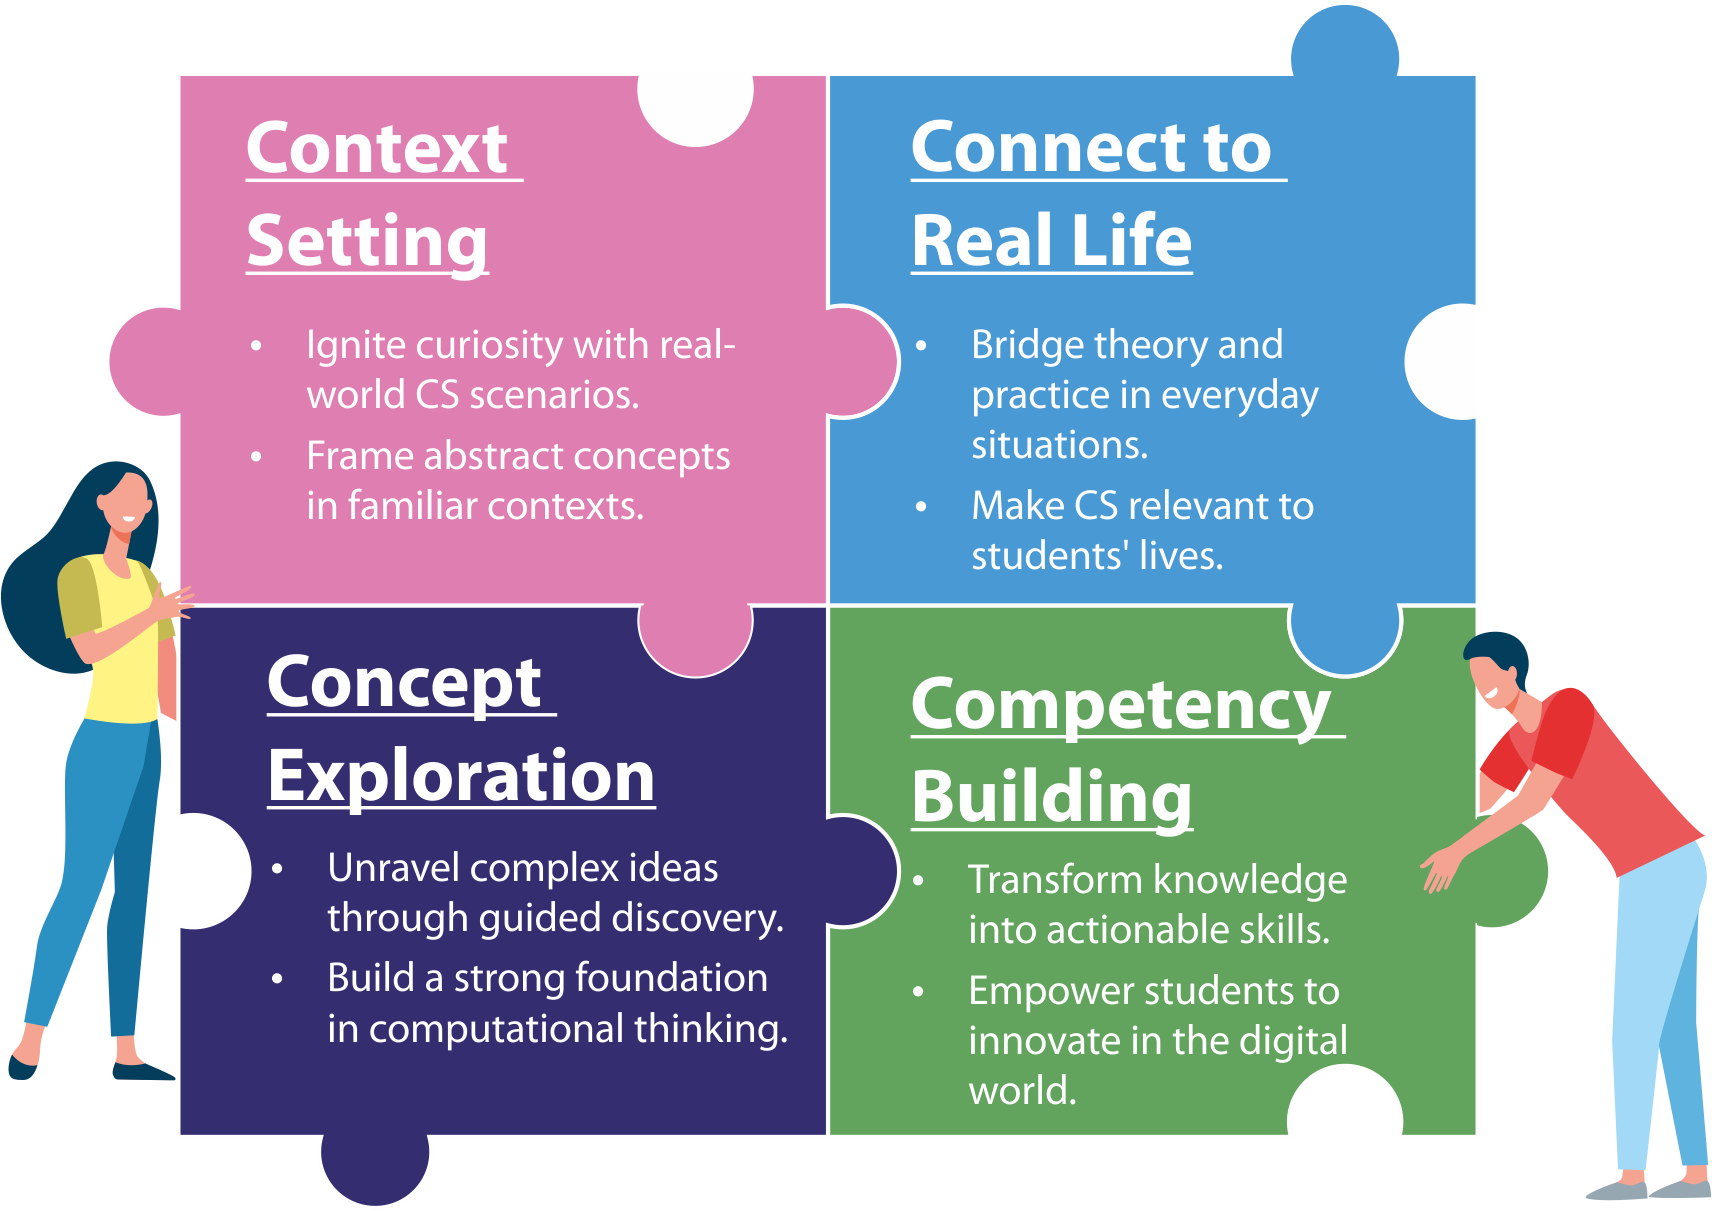 Context
Setting
• Ignite curiosity with real-
world CS scenarios.
• Frame abstract concepts
in familiar contexts.
Connect to
Real Life
• Bridge theory and
practice in everyday
situations.
• Make CS relevant to
students' lives.
Concept
Exploration
• Unravel complex ideas
through guided discovery.
• Build a strong foundation
in computational thinking.
Competency
Building
• Transform knowledge
into actionable skills.
• Empower students to
innovate in the digital
world.